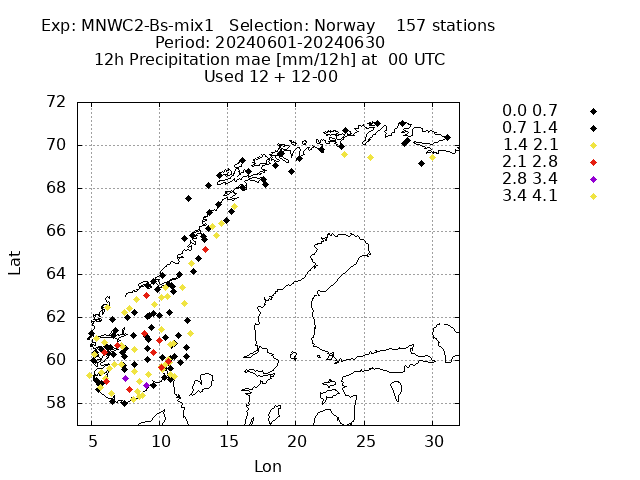 Exp: MNWC2-Bs-mix1 Selection: Norway 157 stations
Period: 20240601-20240630
12h Precipitation mae [mm/12h] at 00 UTC
Used 12 + 12-00
0.0 0.7
0.7 1.4
1.4 2.1
2.1 2.8
2.8 3.4
3.4 4.1
72
70
68
66
64
62
60
58
Lat
5 10 15 20 25 30
Lon